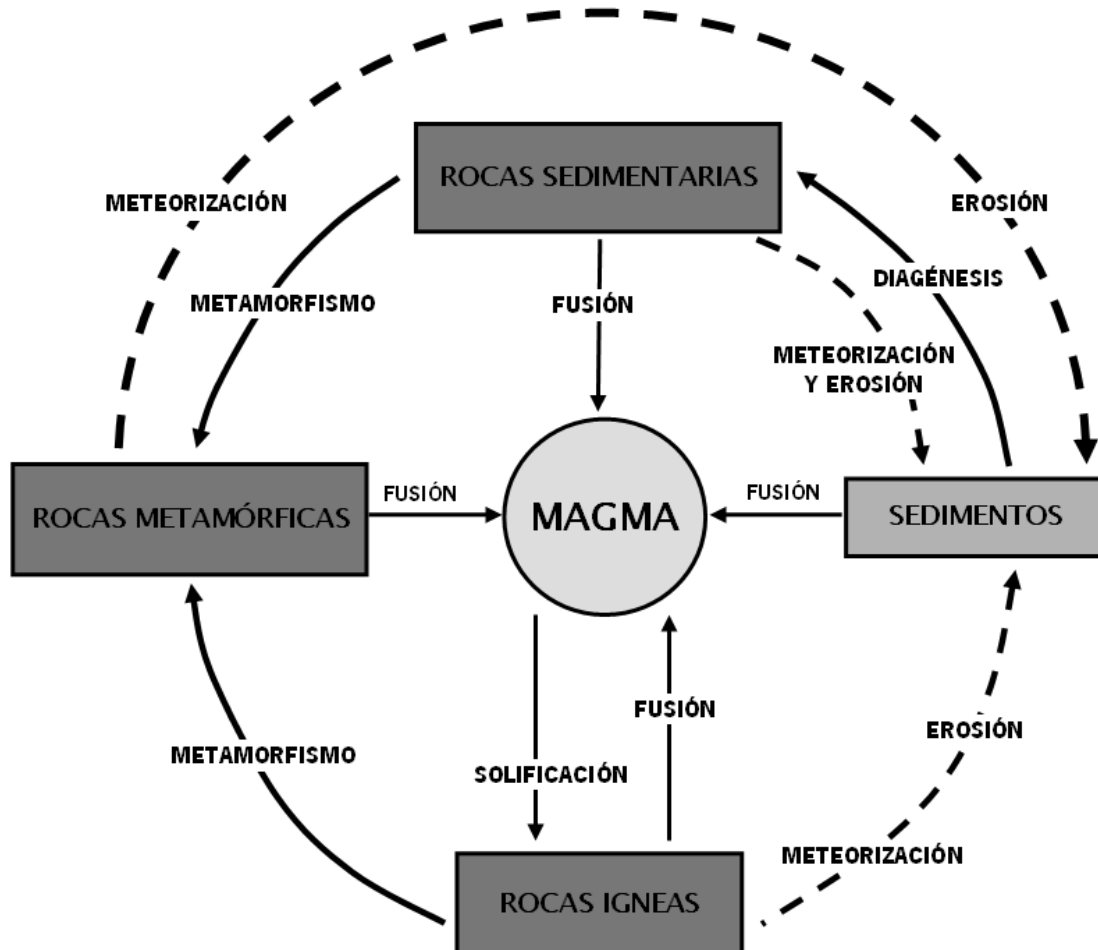 ROCAS SEDIMENTARIAS
METEORIZACIÓN
EROSIÓN
DIAGÉNESIS
METAMORFISMO
FUSIÓN
METEORIZACIÓN
Y EROSIÓN
ROCAS METAMÓRFICAS
FUSIÓN
MAGMA
FUSIÓN
SEDIMENTOS
FUSIÓN
EROSIÓN
METAMORFISMO
SOLIFICACIÓN
METEORIZACIÓN
ROCAS IGNEAS